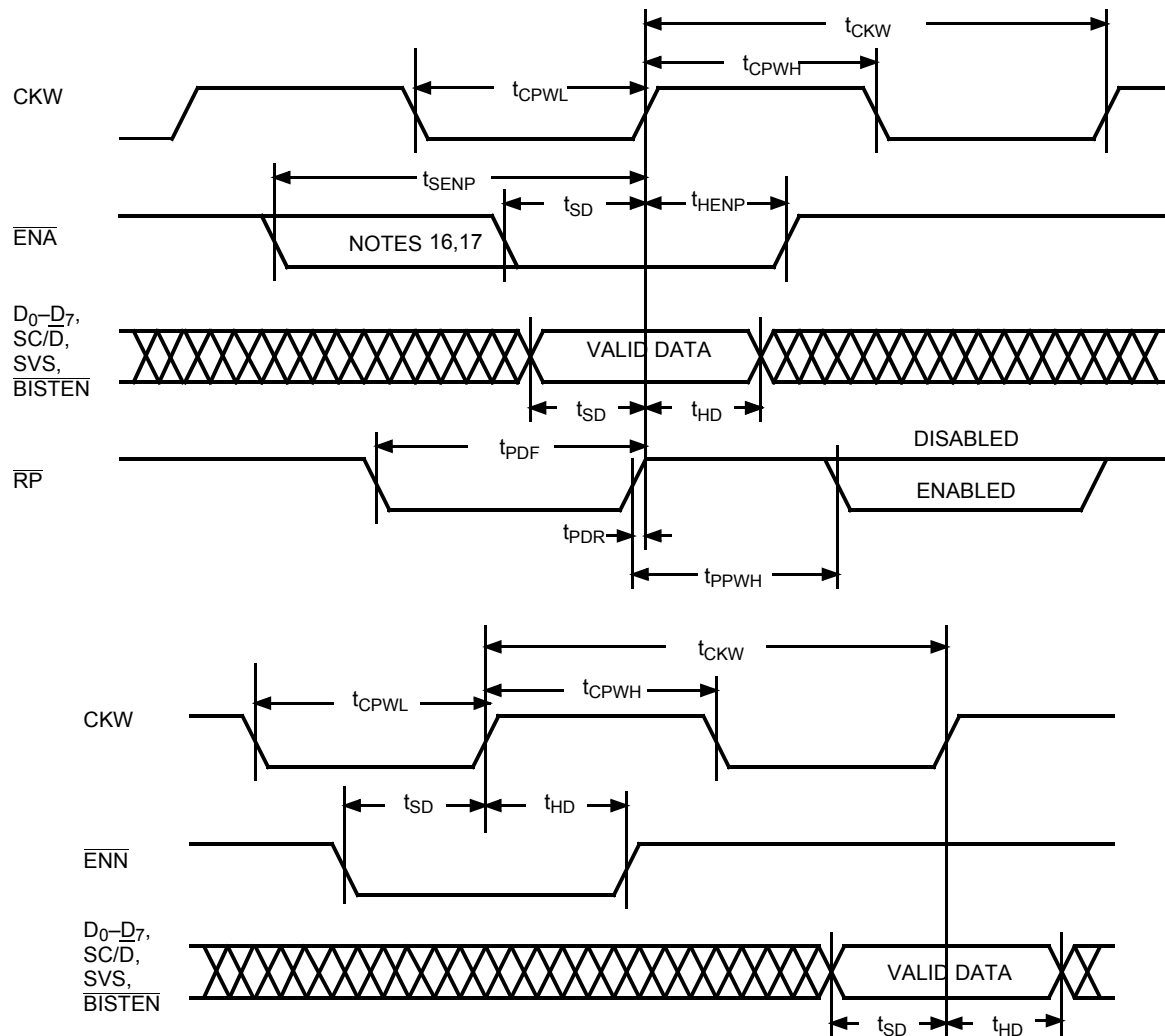 tCKW
tCPWH
tCPWL
CKW
tSENP
tSD
tHENP
ENA
NOTES 16,17
D0–D7,
SC/D,
SVS,
BISTEN
VALID DATA
tSD
tHD
tPDF
DISABLED
RP
ENABLED
tPDR
tPPWH
tCKW
tCPWL
tCPWH
CKW
tSD
tHD
ENN
D0–D7,
SC/D,
SVS,
BISTEN
VALID DATA
tSD
tHD